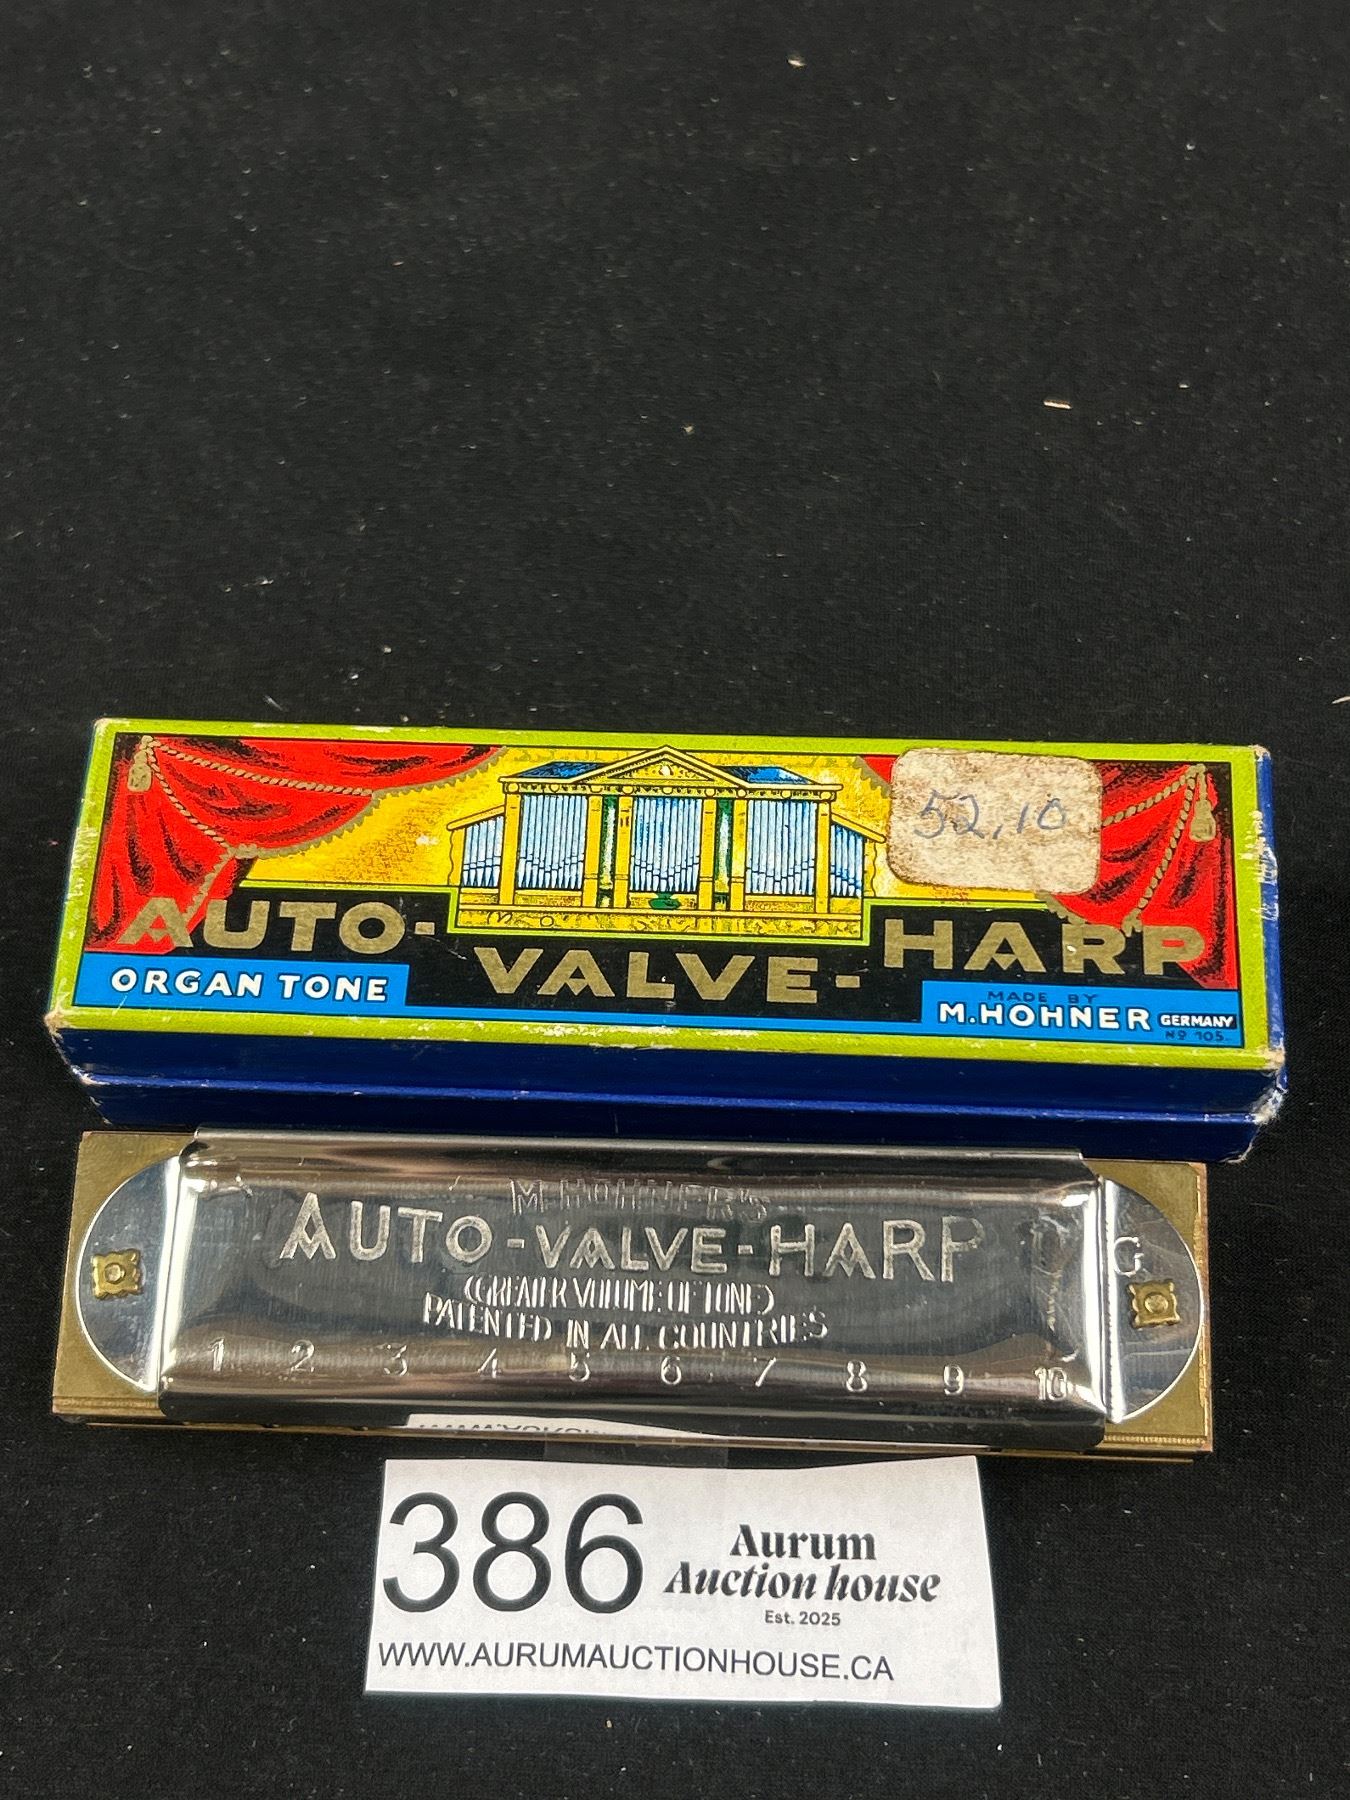 52.10
AUTO-VALVE-HARP
ORGAN TONE
MADE BY
M. HOHNER GERMANY
Nº 105.
M. HOHNER'S
AUTO-VALVE-HARP
(GREATER VOLUME OF TONE)
PATENTED IN ALL COUNTRIES
G
1 2 3 4 5 6 7 8 9 10
386
Aurum
Auction house
Est. 2025
WWW.AURUMAUCTIONHOUSE.CA